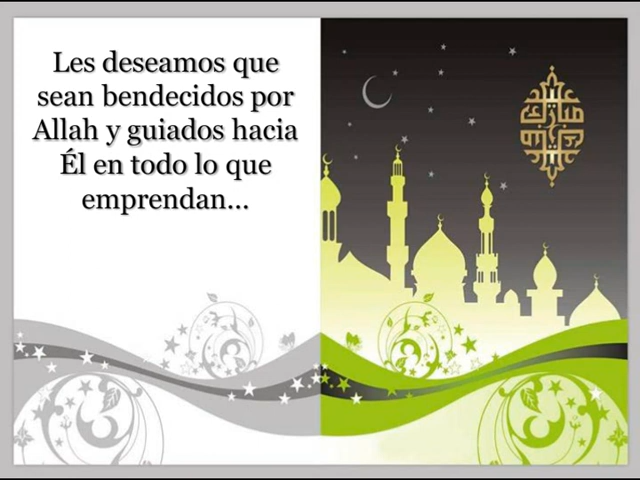 Les deseamos que
sean bendecidos por
Allah y guiados hacia
Él en todo lo que
emprendan...
عيد
مبارك